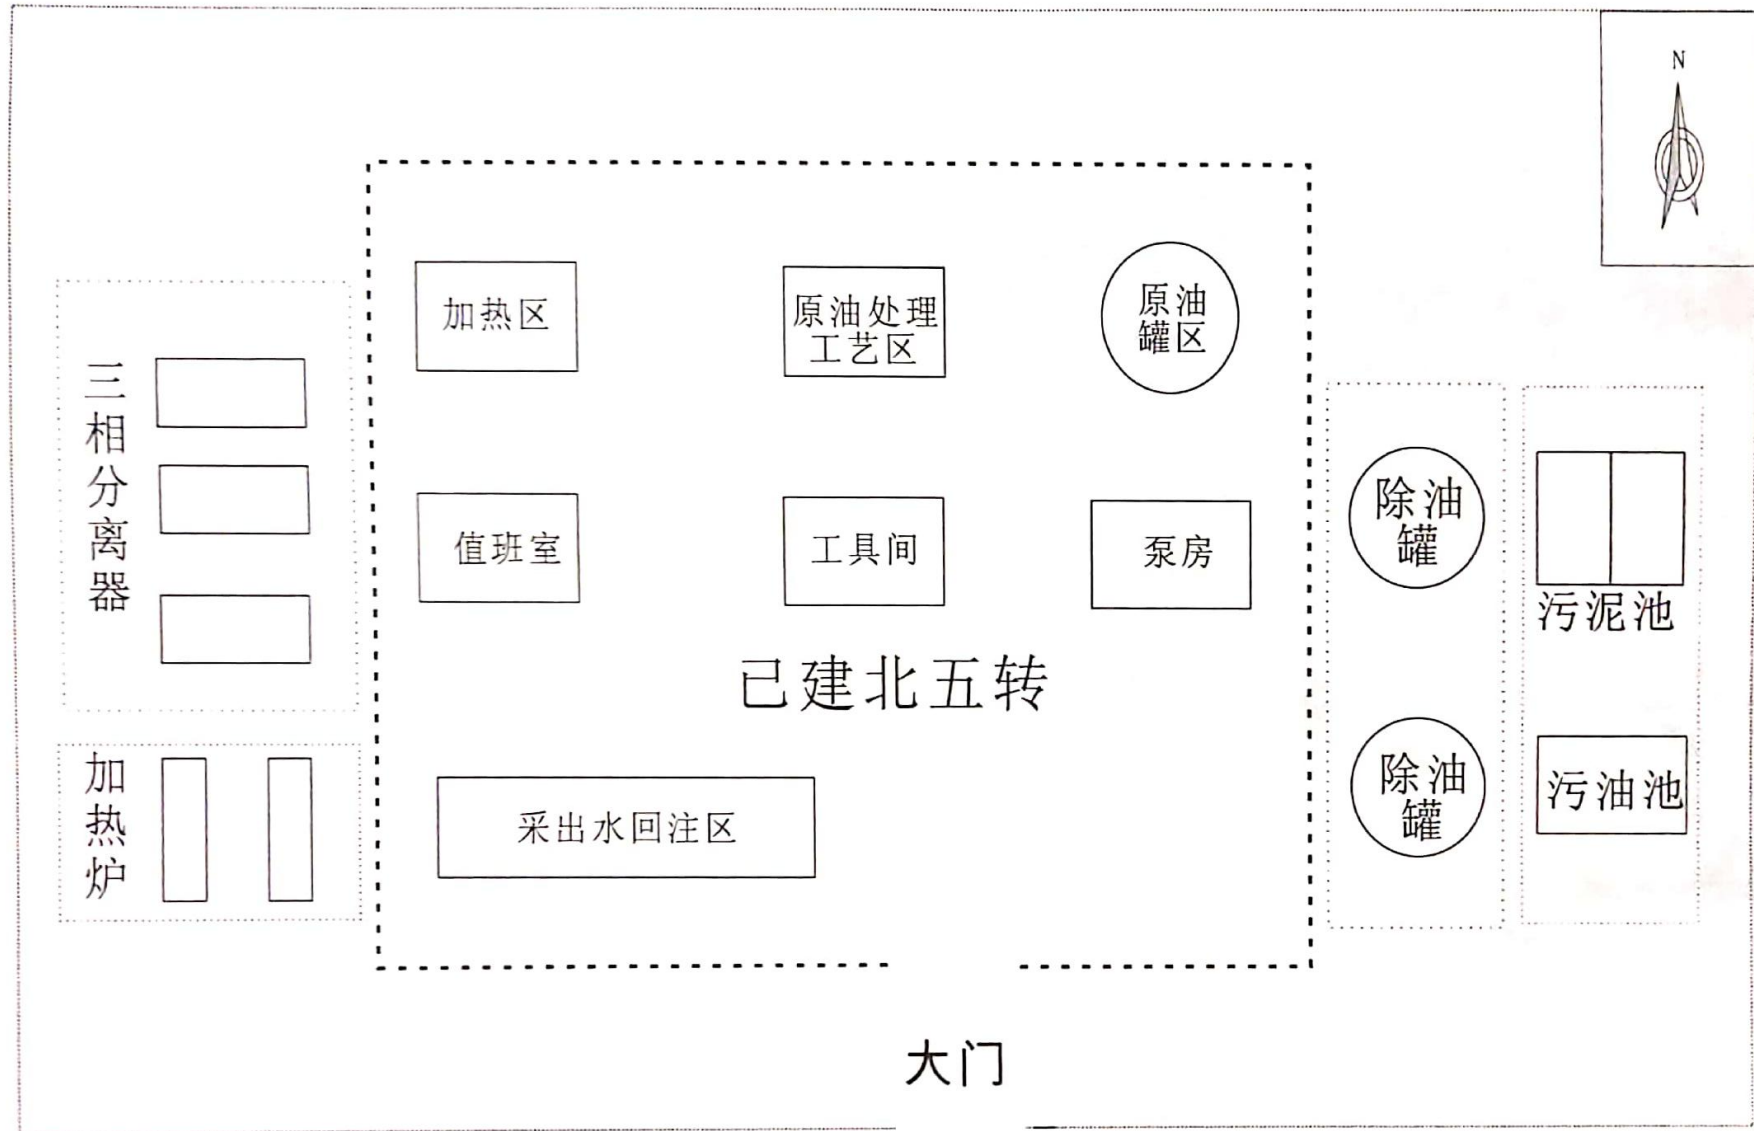 N
加热区
原油处理
工艺区
原油
罐区
三相分离器
值班室
工具间
泵房
除油
罐
污泥池
已建北五转
加热炉
采出水回注区
除油
罐
污油池
大门